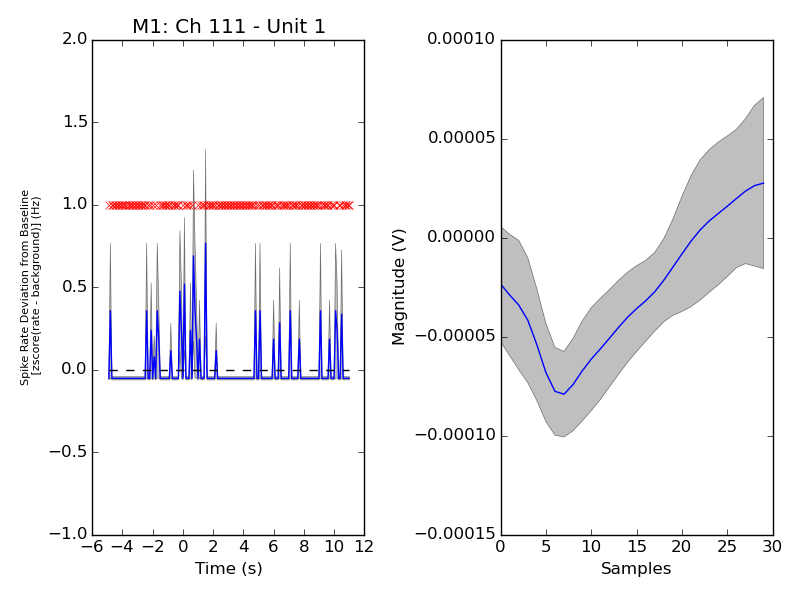 M1: Ch 111 - Unit 1
2.0
1.5
1.0
0.5
0.0
−0.5
−1.0
−6 −4 −2 0 2 4 6 8 10 12
Time (s)
Spike Rate Deviation from Baseline
[zscore(rate - background)] (Hz)
0.00010
0.00005
0.00000
−0.00005
−0.00010
−0.00015
0 5 10 15 20 25 30
Samples
Magnitude (V)